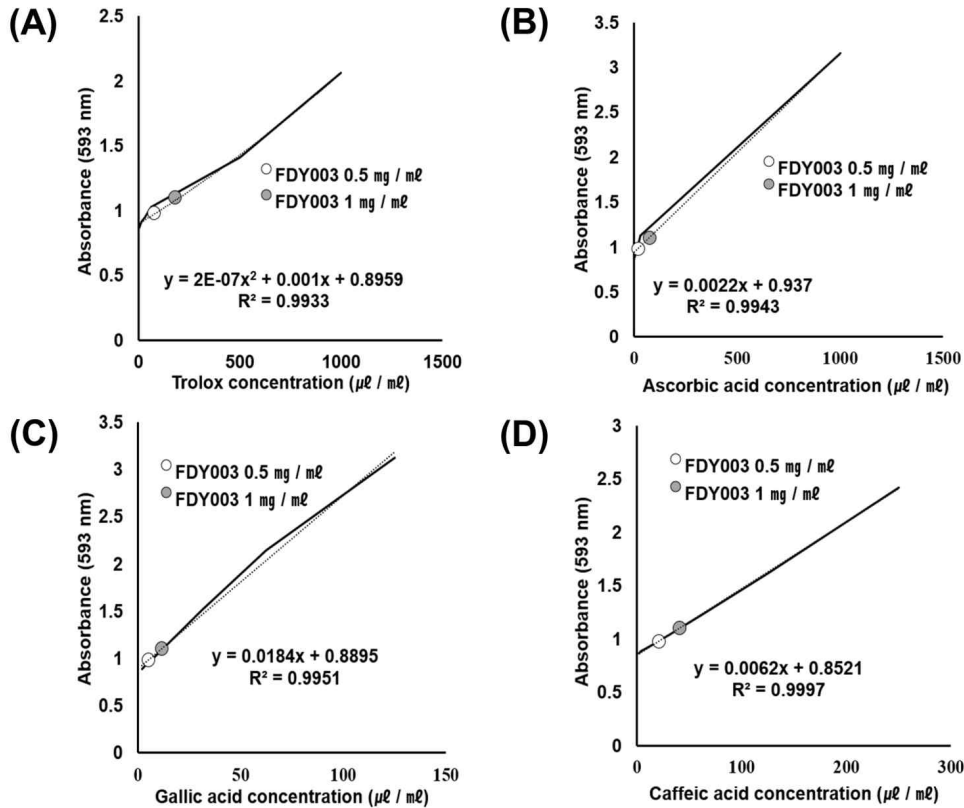 (A)
2.5
2
1.5
1
0.5
0
0
500
1000
1500
Absorbance (593 nm)
FDY003 0.5 ㎎ / ㎖
FDY003 1 ㎎ / ㎖
y = 2E-07x² + 0.001x + 0.8959
R² = 0.9933
Trolox concentration (㎕ / ㎖)
(B)
3.5
3
2.5
2
1.5
1
0.5
0
0
500
1000
1500
Absorbance (593 nm)
FDY003 0.5 ㎎ / ㎖
FDY003 1 ㎎ / ㎖
y = 0.0022x + 0.937
R² = 0.9943
Ascorbic acid concentration (㎕ / ㎖)
(C)
3.5
3
2.5
2
1.5
1
0.5
0
0
50
100
150
Absorbance (593 nm)
FDY003 0.5 ㎎ / ㎖
FDY003 1 ㎎ / ㎖
y = 0.0184x + 0.8895
R² = 0.9951
Gallic acid concentration (㎕ / ㎖)
(D)
3
2.5
2
1.5
1
0.5
0
0
100
200
300
Absorbance (593 nm)
FDY003 0.5 ㎎ / ㎖
FDY003 1 ㎎ / ㎖
y = 0.0062x + 0.8521
R² = 0.9997
Caffeic acid concentration (㎕ / ㎖)